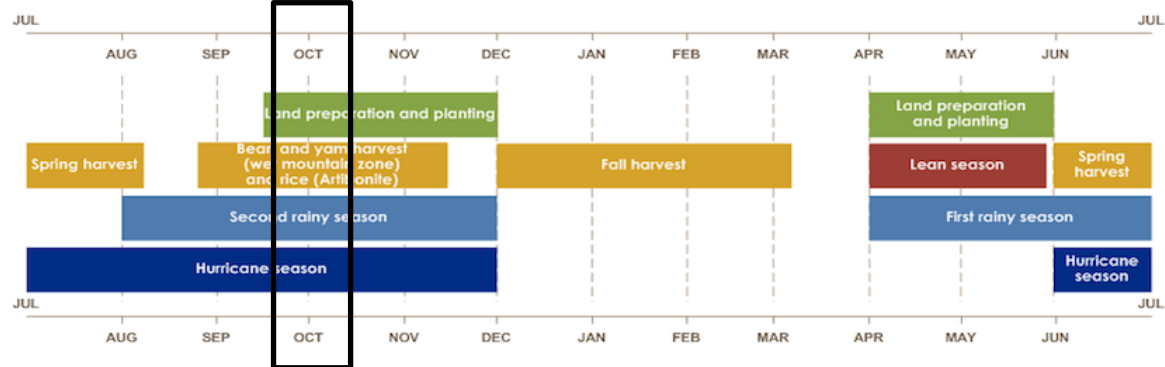 JUL JUL
AUG SEP OCT NOV DEC JAN FEB MAR APR MAY JUN
Land preparation and planting
Land preparation
and planting
Spring harvest
Bean and yam harvest
(wet mountain zone)
and rice (Artibonite)
Fall harvest
Lean season
Spring
harvest
Second rainy season
First rainy season
Hurricane season
Hurricane
season
JUL JUL
AUG SEP OCT NOV DEC JAN FEB MAR APR MAY JUN